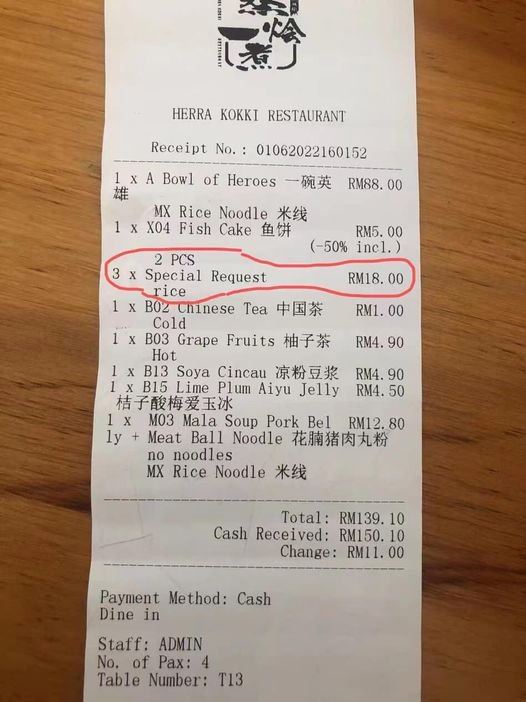 烩
一煮
HERRA KOKKI RESTAURANT
Receipt No.: 01062022160152
1 x A Bowl of Heroes 一碗英 RM88.00
雄
MX Rice Noodle 米线
1 x X04 Fish Cake 鱼饼 RM5.00
(-50% incl.)
2 PCS
3 x Special Request RM18.00
rice
1 x B02 Chinese Tea 中国茶 RM1.00
Cold
1 x B03 Grape Fruits 柚子茶 RM4.90
Hot
1 x B13 Soya Cincau 凉粉豆浆 RM4.90
1 x B15 Lime Plum Aiyu Jelly RM4.50
桔子酸梅爱玉冰
1 x M03 Mala Soup Pork Bel RM12.80
ly + Meat Ball Noodle 花腩猪肉丸粉
no noodles
MX Rice Noodle 米线
Total: RM139.10
Cash Received: RM150.10
Change: RM11.00
Payment Method: Cash
Dine in
Staff: ADMIN
No. of Pax: 4
Table Number: T13